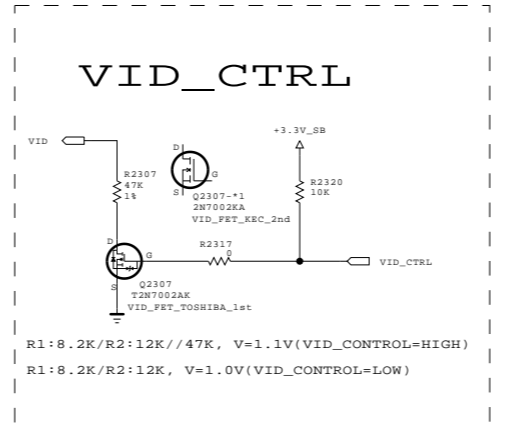 VID_CTRL
+3.3V_SB
VID
D
R2307
47K
1%
G
S
Q2307-*1
2N7002KA
VID_FET_KEC_2nd
R2320
10K
D
G
S
R2317
0
VID_CTRL
Q2307
T2N7002AK
VID_FET_TOSHIBA_1st
R1:8.2K/R2:12K//47K, V=1.1V(VID_CONTROL=HIGH)
R1:8.2K/R2:12K, V=1.0V(VID_CONTROL=LOW)